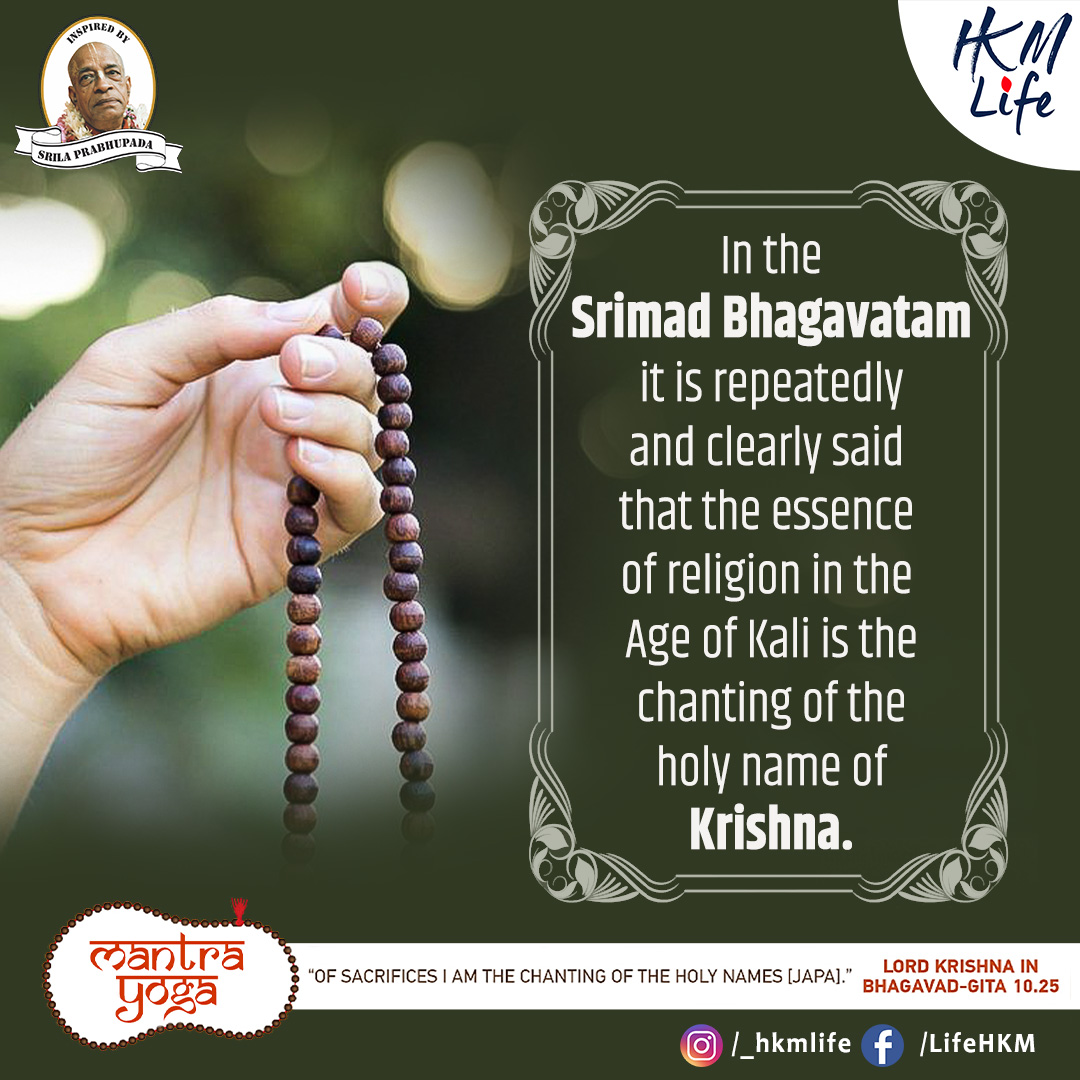 INSPIRED BY
SRILA PRABHUPADA
HKM
Life
In the
Srimad Bhagavatam
it is repeatedly
and clearly said
that the essence
of religion in the
Age of Kali is the
chanting of the
holy name of
Krishna.
mantra
yoga
“OF SACRIFICES I AM THE CHANTING OF THE HOLY NAMES [JAPA].”
LORD KRISHNA IN
BHAGAVAD-GITA 10.25
/_hkmlife
/LifeHKM